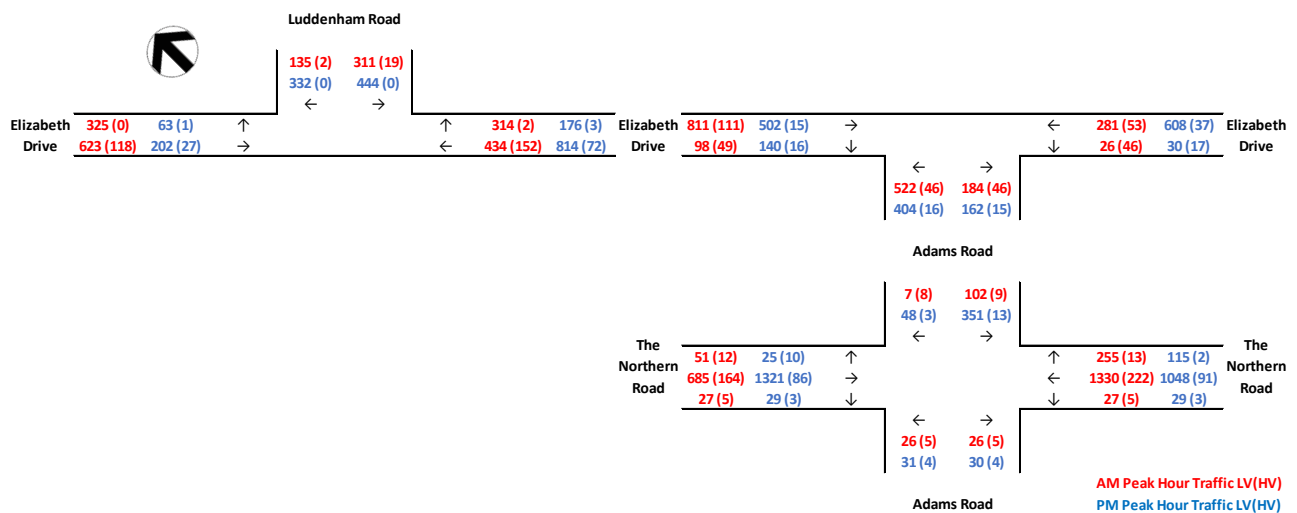 Luddenham Road
135 (2) 311 (19)
332 (0) 444 (0)
← →
Elizabeth 325 (0) 63 (1) ↑ ↑ 314 (2) 176 (3) Elizabeth 811 (111) 502 (15) → ← 281 (53) 608 (37) Elizabeth
Drive 623 (118) 202 (27) → ← 434 (152) 814 (72) Drive 98 (49) 140 (16) ↓ ↓ 26 (46) 30 (17) Drive
← →
522 (46) 184 (46)
404 (16) 162 (15)
Adams Road
7 (8) 102 (9)
48 (3) 351 (13)
← →
The 51 (12) 25 (10) ↑ ↑ 255 (13) 115 (2) The
Northern 685 (164) 1321 (86) → ← 1330 (222) 1048 (91) Northern
Road 27 (5) 29 (3) ↓ ↓ 27 (5) 29 (3) Road
← →
26 (5) 26 (5)
31 (4) 30 (4)
Adams Road
AM Peak Hour Traffic LV(HV)
PM Peak Hour Traffic LV(HV)